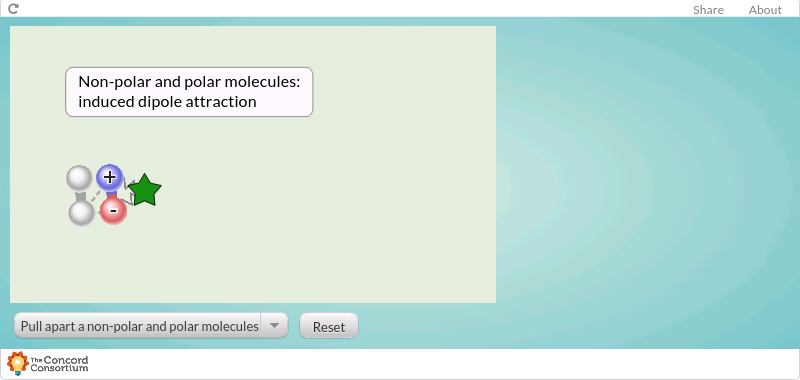 Share About
Non-polar and polar molecules:
induced dipole attraction
+
-
Pull apart a non-polar and polar molecules
Reset
The Concord
Consortium